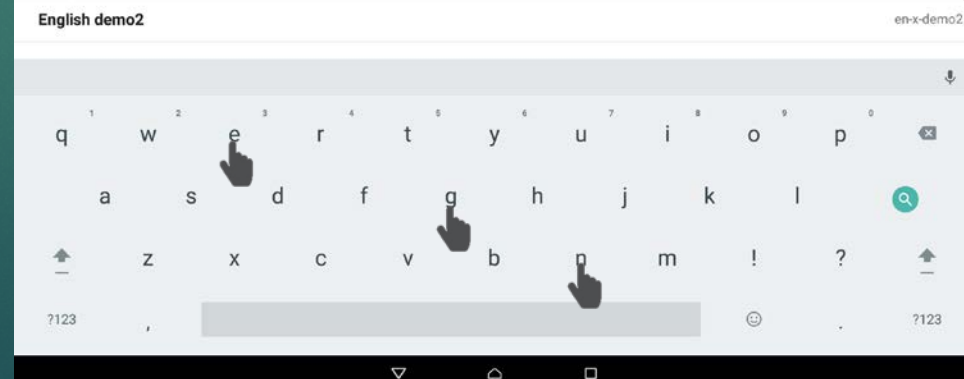 English demo2 en-x-demo2
1 2 3 4 5 6 7 8 9 0
q w e r t y u i o p
a s d f g h j k l
z x c v b n m ! ?
?123 , . ?123